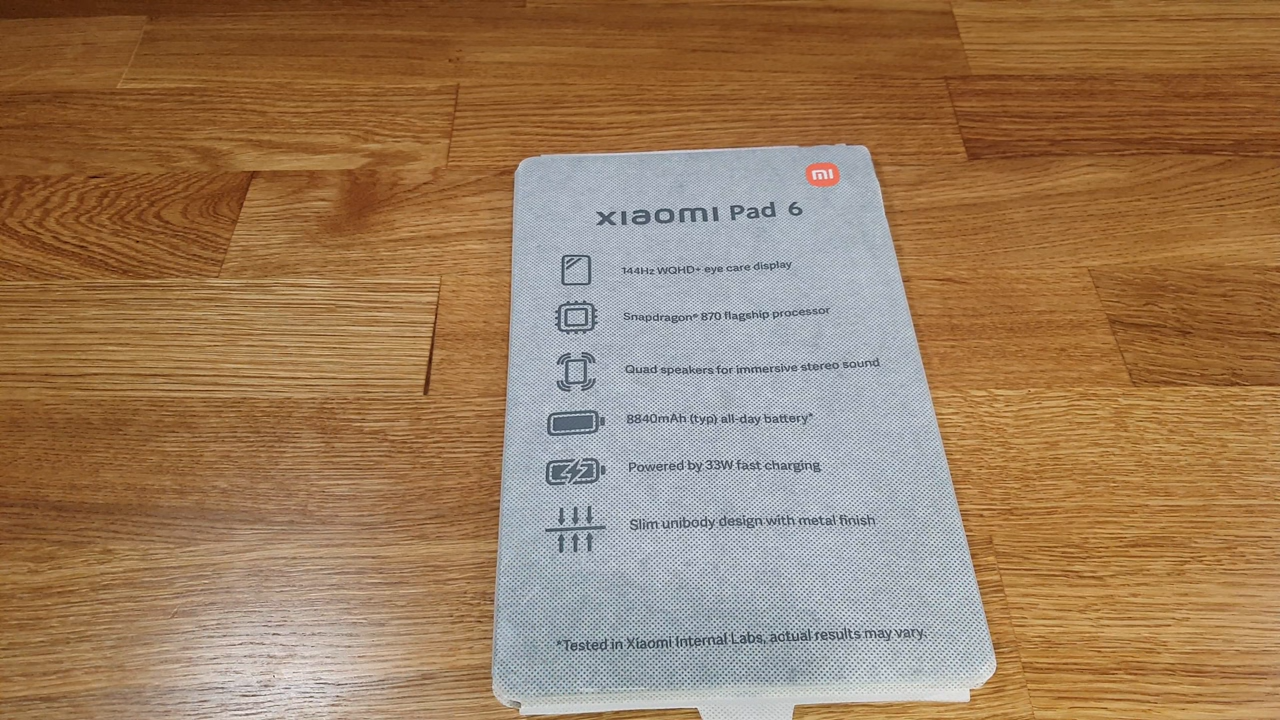 mi
xiaomi Pad 6
144Hz WQHD+ eye care display
Snapdragon® 870 flagship processor
Quad speakers for immersive stereo sound
8840mAh (typ) all-day battery*
Powered by 33W fast charging
Slim unibody design with metal finish
*Tested in Xiaomi Internal Labs, actual results may vary.